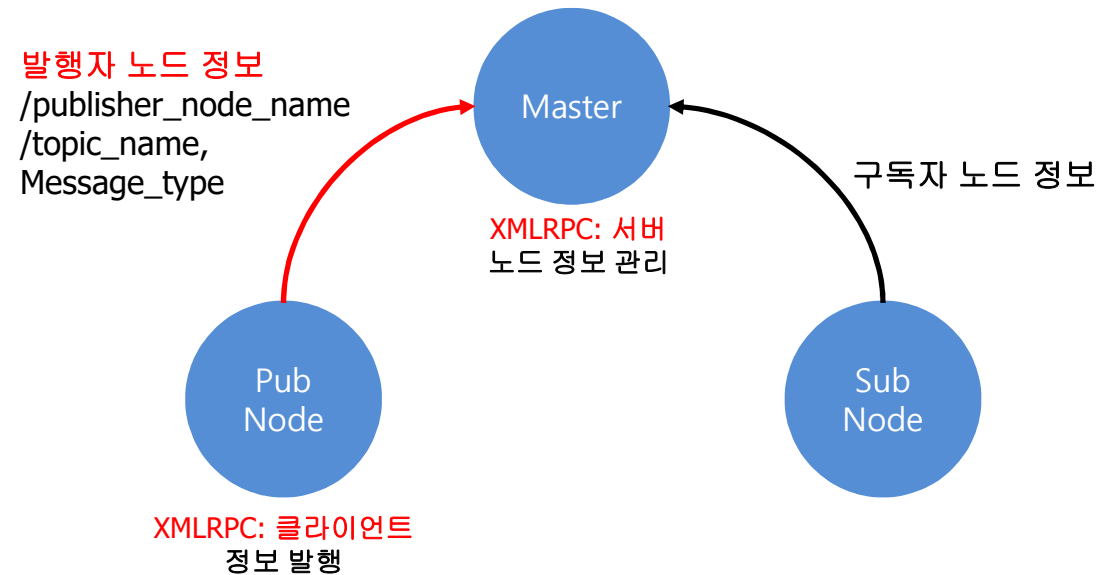 발행자 노드 정보
/publisher_node_name
/topic_name,
Message_type
Master
구독자 노드 정보
XMLRPC: 서버
노드 정보 관리
Pub
Node
Sub
Node
XMLRPC: 클라이언트
정보 발행